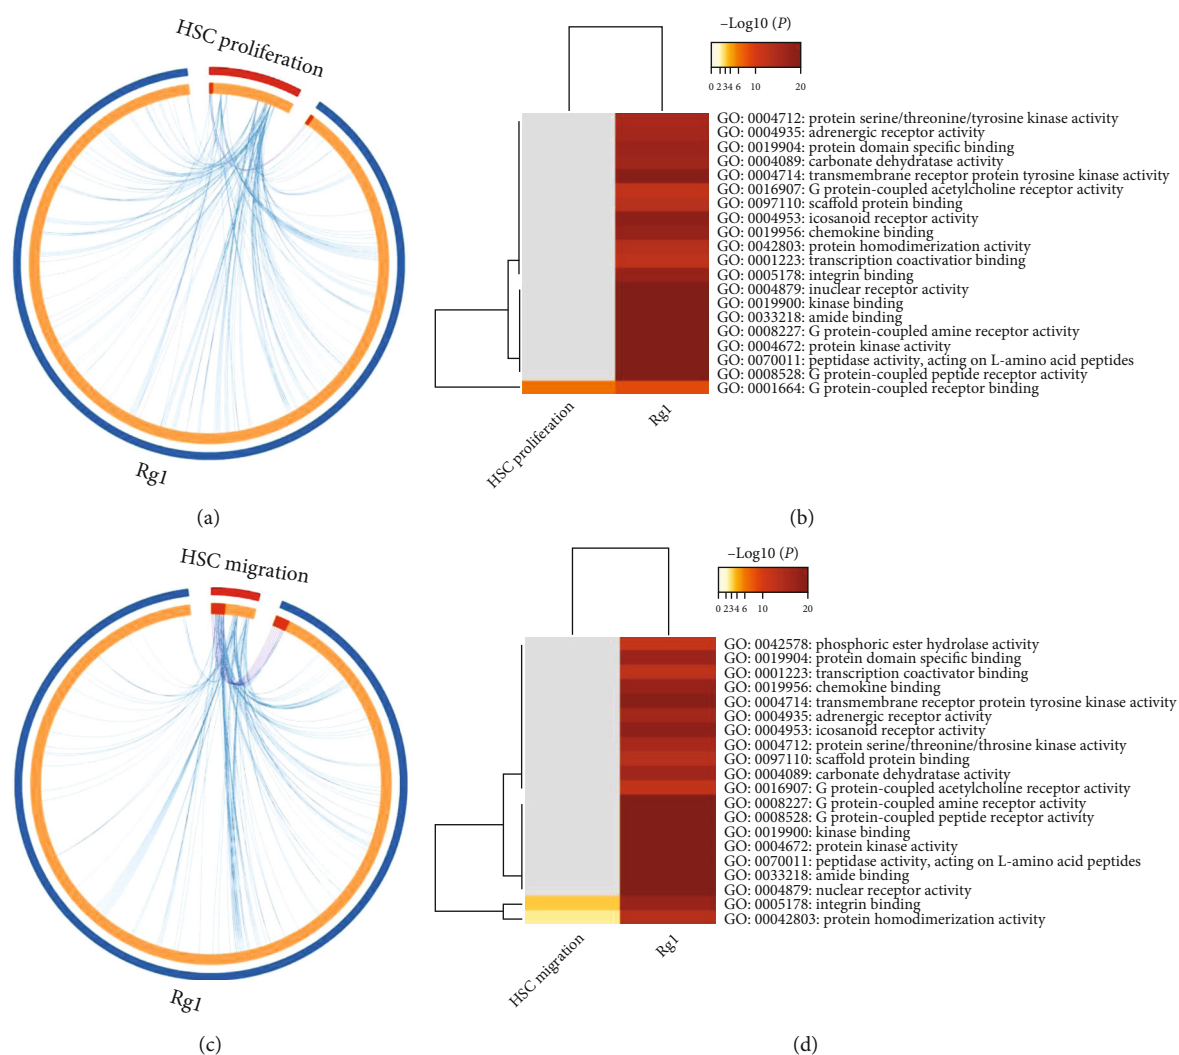 HSC proliferation
Rg1
(a)
–Log10 (P)
0 2 3 4 6 10 20
GO: 0004712: protein serine/threonine/tyrosine kinase activity
GO: 0004935: adrenergic receptor activity
GO: 0019904: protein domain specific binding
GO: 0004089: carbonate dehydratase activity
GO: 0004714: transmembrane receptor protein tyrosine kinase activity
GO: 0016907: G protein-coupled acetylcholine receptor activity
GO: 0097110: scaffold protein binding
GO: 0004953: icosanoid receptor activity
GO: 0019956: chemokine binding
GO: 0042803: protein homodimerization activity
GO: 0001223: transcription coactivatior binding
GO: 0005178: integrin binding
GO: 0004879: inuclear receptor activity
GO: 0019900: kinase binding
GO: 0033218: amide binding
GO: 0008227: G protein-coupled amine receptor activity
GO: 0004672: protein kinase activity
GO: 0070011: peptidase activity, acting on L-amino acid peptides
GO: 0008528: G protein-coupled peptide receptor activity
GO: 0001664: G protein-coupled receptor binding
HSC proliferation
Rg1
(b)
HSC migration
Rg1
(c)
–Log10 (P)
0 2 3 4 6 10 20
GO: 0042578: phosphoric ester hydrolase activity
GO: 0019904: protein domain specific binding
GO: 0001223: transcription coactivator binding
GO: 0019956: chemokine binding
GO: 0004714: transmembrane receptor protein tyrosine kinase activity
GO: 0004935: adrenergic receptor activity
GO: 0004953: icosanoid receptor activity
GO: 0004712: protein serine/threonine/throsine kinase activity
GO: 0097110: scaffold protein binding
GO: 0004089: carbonate dehydratase activity
GO: 0016907: G protein-coupled acetylcholine receptor activity
GO: 0008227: G protein-coupled amine receptor activity
GO: 0008528: G protein-coupled peptide receptor activity
GO: 0019900: kinase binding
GO: 0004672: protein kinase activity
GO: 0070011: peptidase activity, acting on L-amino acid peptides
GO: 0033218: amide binding
GO: 0004879: nuclear receptor activity
GO: 0005178: integrin binding
GO: 00042803: protein homodimerization activity
HSC migration
Rg1
(d)